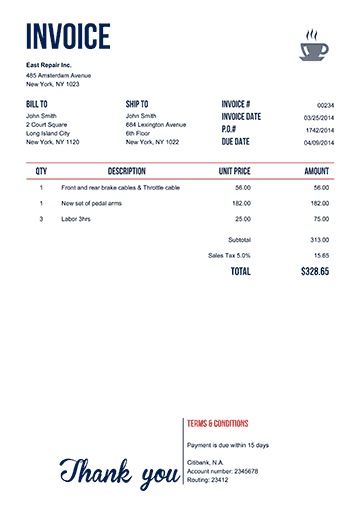 INVOICE
East Repair Inc.
485 Amsterdam Avenue
New York, NY 1023
BILL TO SHIP TO INVOICE # 00234
John Smith John Smith INVOICE DATE 03/25/2014
2 Court Square 664 Lexington Avenue P.O.# 1742/2014
Long Island City 6th Floor DUE DATE 04/09/2014
New York, NY 1120 New York, NY 1022
QTY DESCRIPTION UNIT PRICE AMOUNT
1 Front and rear brake cables & Throttle cable 56.00 56.00
1 New set of pedal arms 182.00 182.00
3 Labor 3hrs 25.00 75.00
Subtotal 313.00
Sales Tax 5.0% 15.65
TOTAL $328.65
TERMS & CONDITIONS
Payment is due within 15 days
Citibank, N.A.
Account number: 2345678
Routing: 23412
Thank you